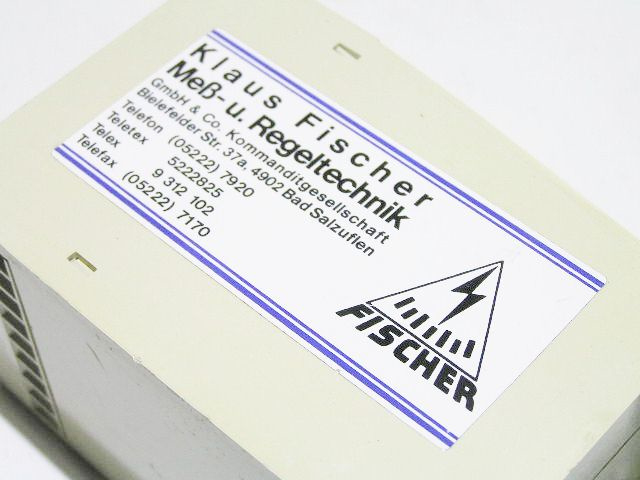 Klaus Fischer
Meß- u. Regeltechnik
GmbH & Co. Kommanditgesellschaft
Bielefelder Str. 37a, 4902 Bad Salzuflen
Telefon (05222) 7920
Teletex 5222825
Telex 9 312 102
Telefax (05222) 7170
FISCHER